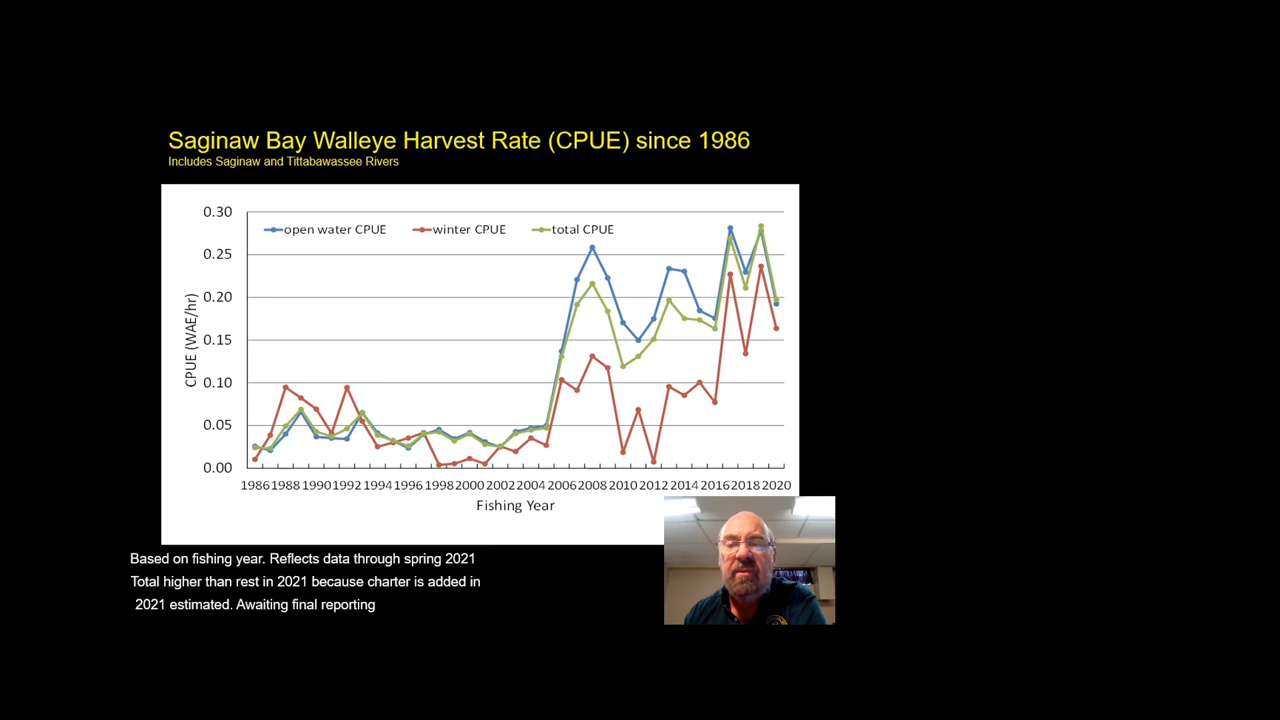 Saginaw Bay Walleye Harvest Rate (CPUE) since 1986
Includes Saginaw and Tittabawassee Rivers
0.30
open water CPUE winter CPUE total CPUE
0.25
0.20
0.15
0.10
0.05
0.00
CPUE (WAE/hr)
1986 1988 1990 1992 1994 1996 1998 2000 2002 2004 2006 2008 2010 2012 2014 2016 2018 2020
Fishing Year
Based on fishing year. Reflects data through spring 2021
Total higher than rest in 2021 because charter is added in
2021 estimated. Awaiting final reporting